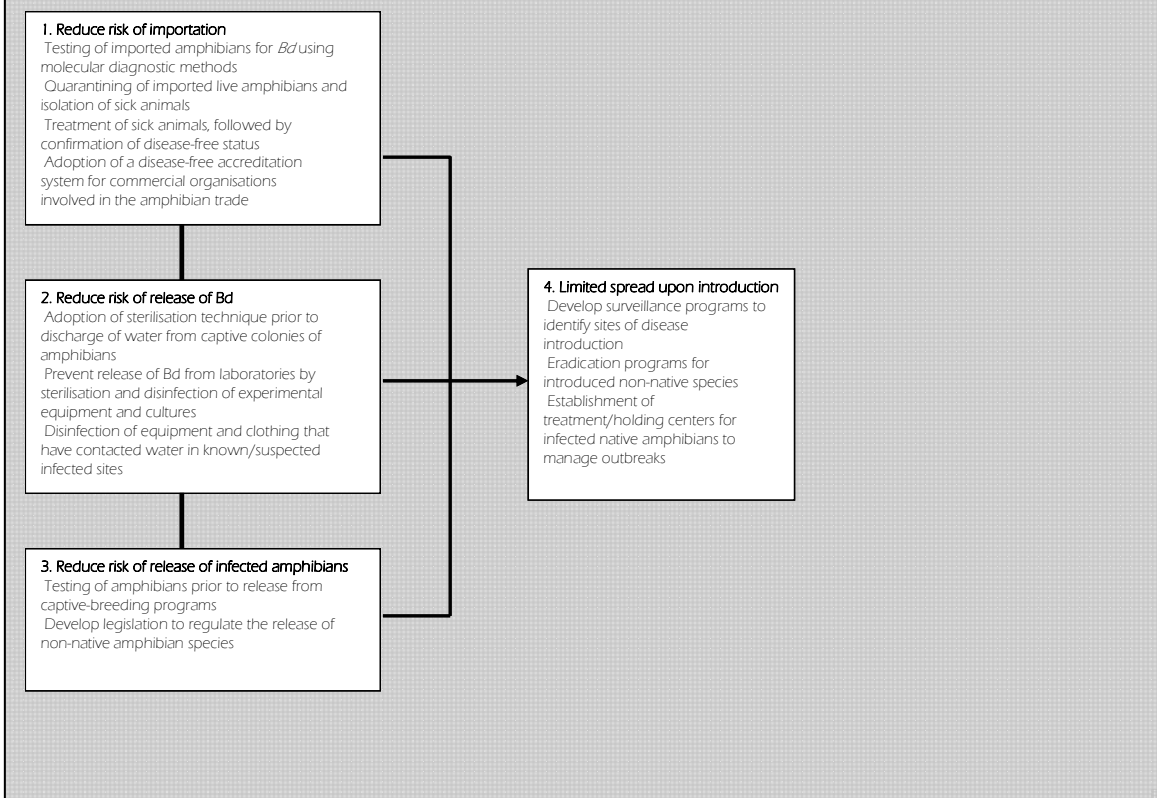 1. Reduce risk of importation
Testing of imported amphibians for Bd using
molecular diagnostic methods
Quarantining of imported live amphibians and
isolation of sick animals
Treatment of sick animals, followed by
confirmation of disease-free status
Adoption of a disease-free accreditation
system for commercial organisations
involved in the amphibian trade
2. Reduce risk of release of Bd
Adoption of sterilisation technique prior to
discharge of water from captive colonies of
amphibians
Prevent release of Bd from laboratories by
sterilisation and disinfection of experimental
equipment and cultures
Disinfection of equipment and clothing that
have contacted water in known/suspected
infected sites
3. Reduce risk of release of infected amphibians
Testing of amphibians prior to release from
captive-breeding programs
Develop legislation to regulate the release of
non-native amphibian species
4. Limited spread upon introduction
Develop surveillance programs to
identify sites of disease
introduction
Eradication programs for
introduced non-native species
Establishment of
treatment/holding centers for
infected native amphibians to
manage outbreaks